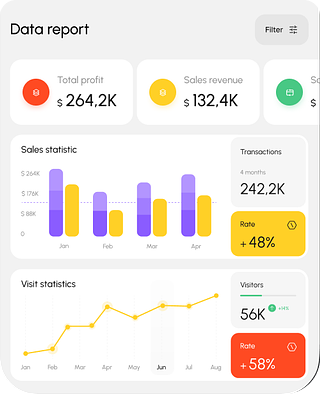 Data report
Filter
Total profit
$ 264,2K
Sales revenue
$ 132,4K
$
Sales statistic
$ 264K
$ 176K
$ 88K
0
Jan Feb Mar Apr
Transactions
4 months
242,2K
Rate
+ 48%
Visit statistics
Jan Feb Mar Apr May Jun Jul Aug
Visitors
56K
Rate
+ 58%